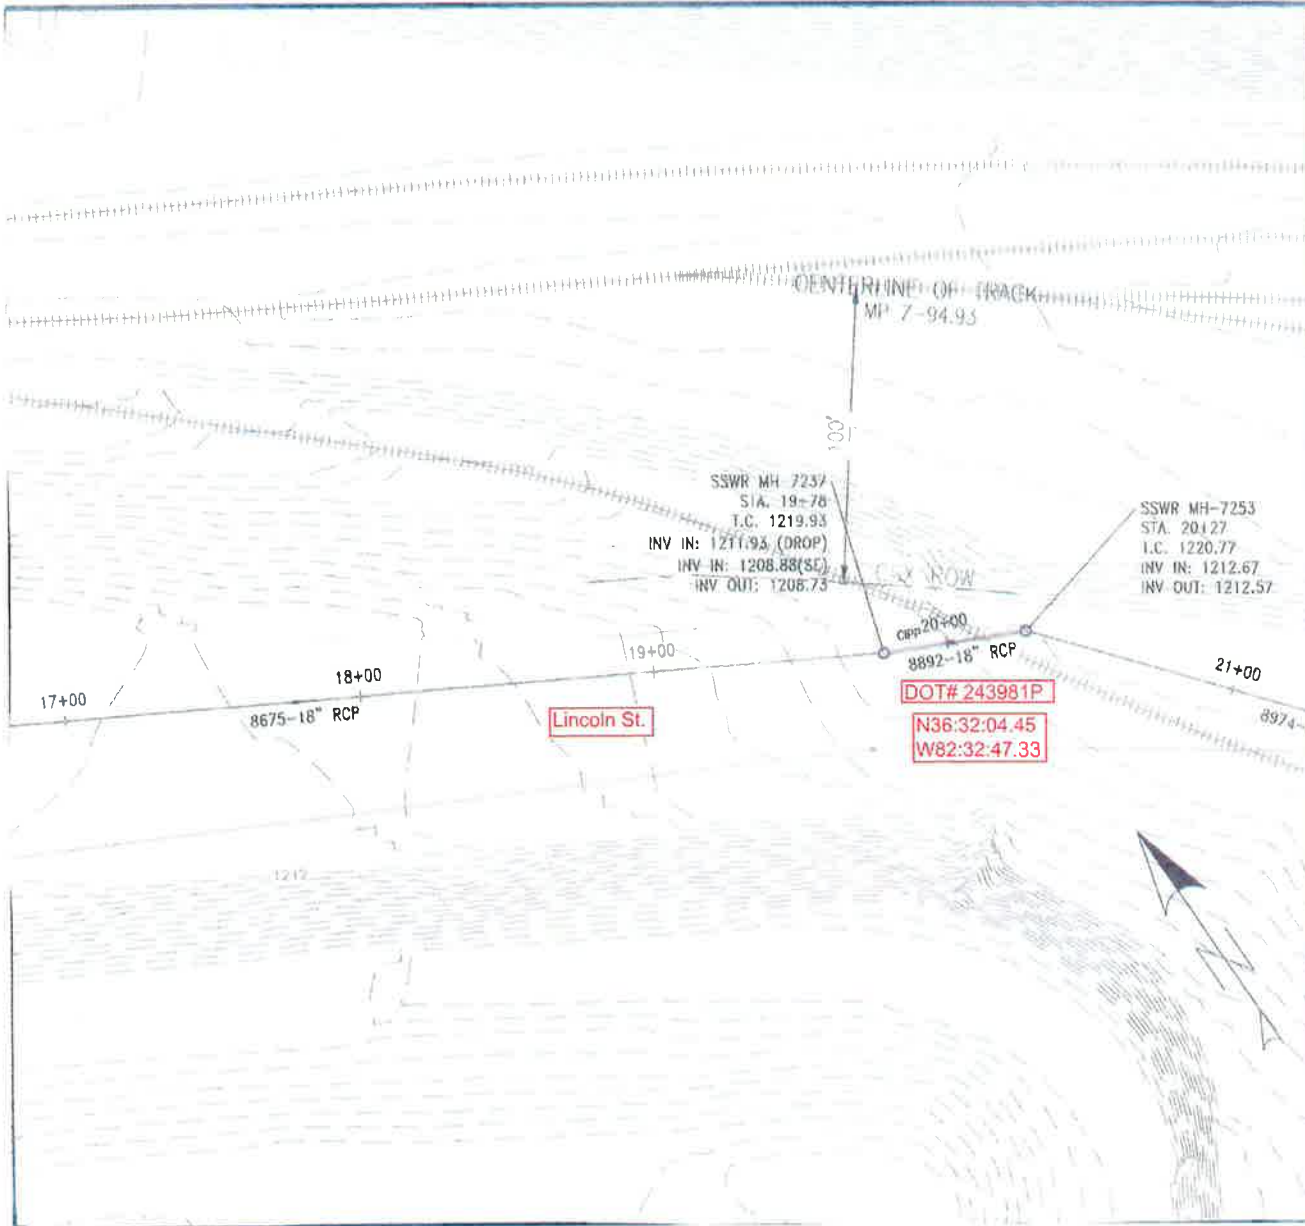 CENTERLINE OF TRACK
MP Z-94.93
100'
SSWR MH 7237
STA. 19+78
T.C. 1219.93
INV IN: 1211.93 (DROP)
INV IN: 1208.88(SE)
INV OUT: 1208.73
SSWR MH-7253
STA. 20+27
T.C. 1220.77
INV IN: 1212.67
INV OUT: 1212.57
CSX ROW
CIPP
20+00
8892-18" RCP
19+00
18+00
17+00
8675-18" RCP
21+00
8974-
Lincoln St.
DOT# 243981P
N36:32:04.45
W82:32:47.33
1212
N